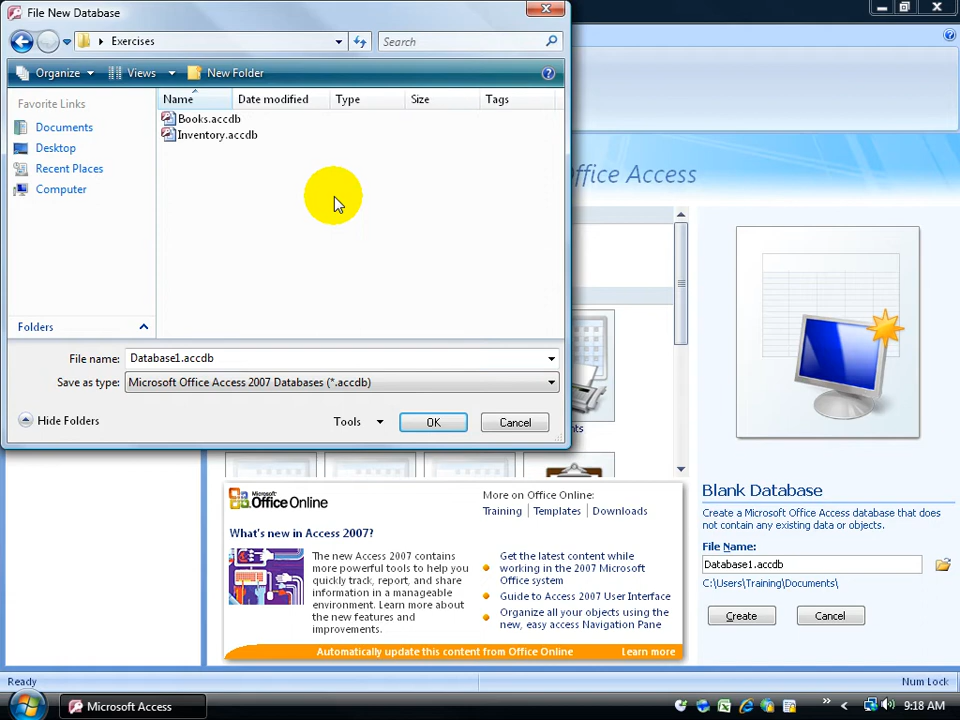 File New Database
Exercises
Search
Organize
Views
New Folder
Favorite Links
Documents
Desktop
Recent Places
Computer
Folders
Name
Date modified
Type
Size
Tags
Books.accdb
Inventory.accdb
File name:
Database1.accdb
Save as type:
Microsoft Office Access 2007 Databases (*.accdb)
Hide Folders
Tools
OK
Cancel
ffice Access
nts
Microsoft
Office Online
More on Office Online:
Training | Templates | Downloads
What's new in Access 2007?
The new Access 2007 contains
more powerful tools to help you
quickly track, report, and share
information in a manageable
environment. Learn more about
the new features and
improvements.
Get the latest content while
working in the 2007 Microsoft
Office system
Guide to Access 2007 User Interface
Organize all your objects using the
new, easy access Navigation Pane
Automatically update this content from Office Online
Learn more
Blank Database
Create a Microsoft Office Access database that does
not contain any existing data or objects.
File Name:
Database1.accdb
C:\Users\Training\Documents\
Create
Cancel
Ready
Num Lock
Microsoft Access
9:18 AM